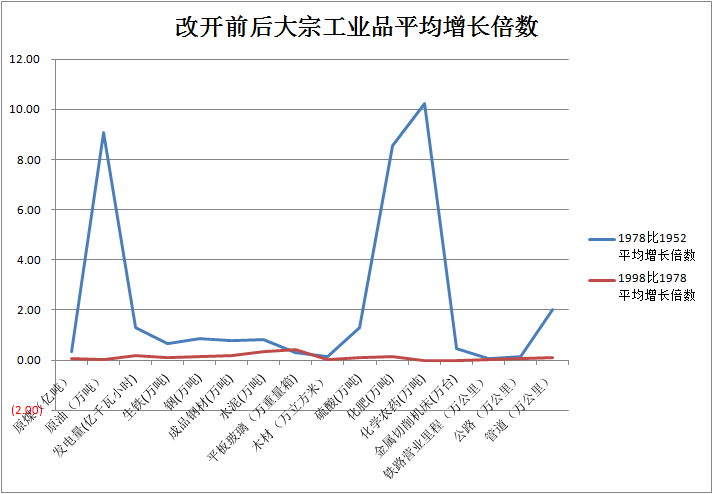 改开前后大宗工业品平均增长倍数
12.00
10.00
8.00
6.00
4.00
2.00
0.00
(2.00)
原煤（亿吨）
原油（万吨）
发电量(亿千瓦小时)
生铁(万吨)
钢(万吨)
成品钢材(万吨)
水泥(万吨)
平板玻璃（万重量箱）
木材（万立方米）
硫酸(万吨)
化肥(万吨)
化学农药(万吨)
金属切削机床(万台)
铁路营业里程（万公里）
公路（万公里）
管道（万公里）
1978比1952
平均增长倍数
1998比1978
平均增长倍数